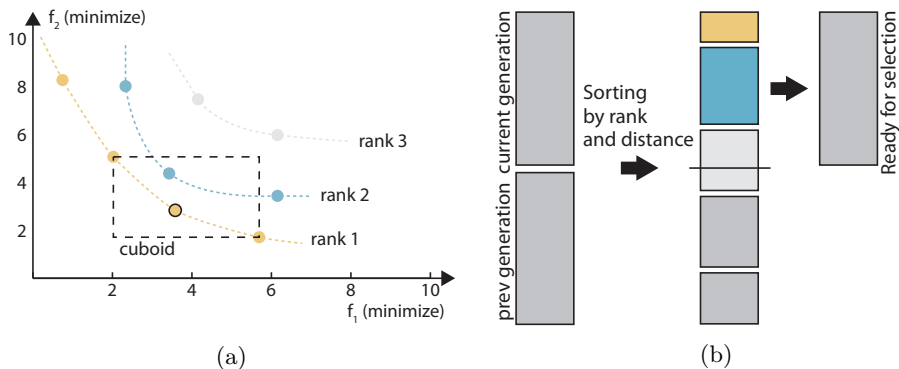 f2 (minimize)
10
8
6
4
2
rank 3
rank 2
rank 1
cuboid
2
4
6
8
10
f1 (minimize)
(a)
current generation
prev generation
Sorting
by rank
and distance
Ready for selection
(b)